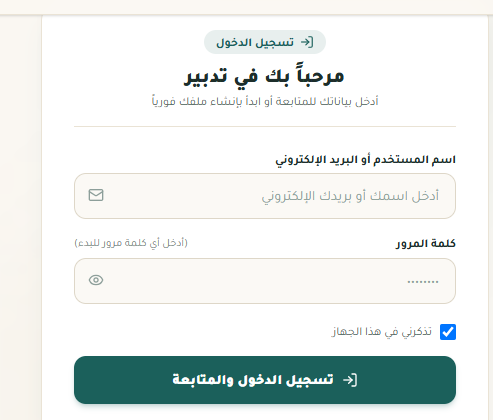 تسجيل الدخول
مرحباً بك في تدبير
أدخل بياناتك للمتابعة أو ابدأ بإنشاء ملفك فورياً
اسم المستخدم أو البريد الإلكتروني
أدخل اسمك أو بريدك الإلكتروني
كلمة المرور (أدخل أي كلمة مرور للبدء)
••••••••
تذكرني في هذا الجهاز
تسجيل الدخول والمتابعة